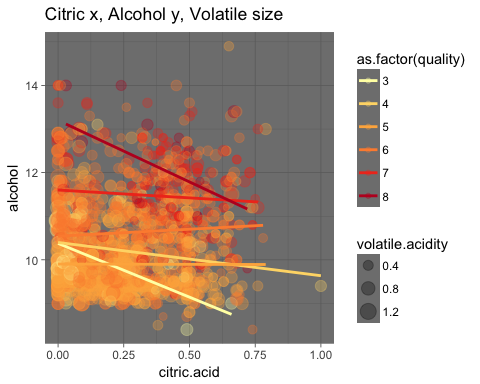 Citric x, Alcohol y, Volatile size
alcohol
14
12
10
0.00 0.25 0.50 0.75 1.00
citric.acid
as.factor(quality)
3
4
5
6
7
8
volatile.acidity
0.4
0.8
1.2